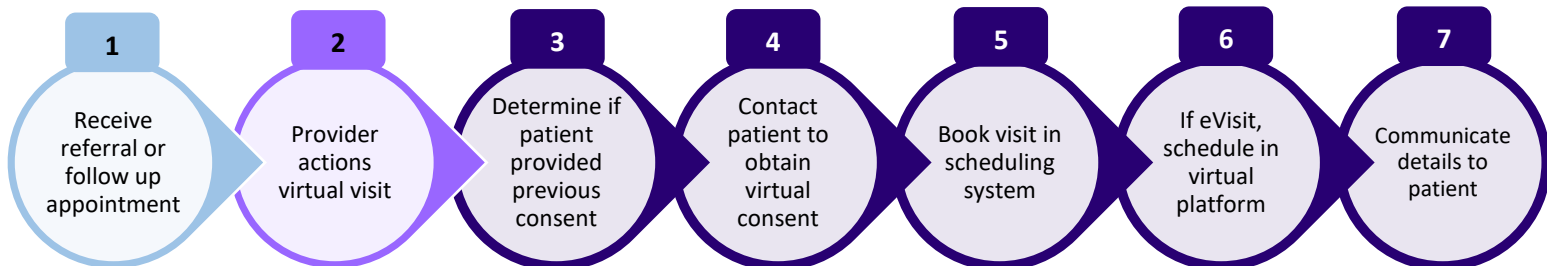 1
Receive
referral or
follow up
appointment
2
Provider
actions
virtual visit
3
Determine if
patient
provided
previous
consent
4
Contact
patient to
obtain
virtual
consent
5
Book visit in
scheduling
system
6
If eVisit,
schedule in
virtual
platform
7
Communicate
details to
patient